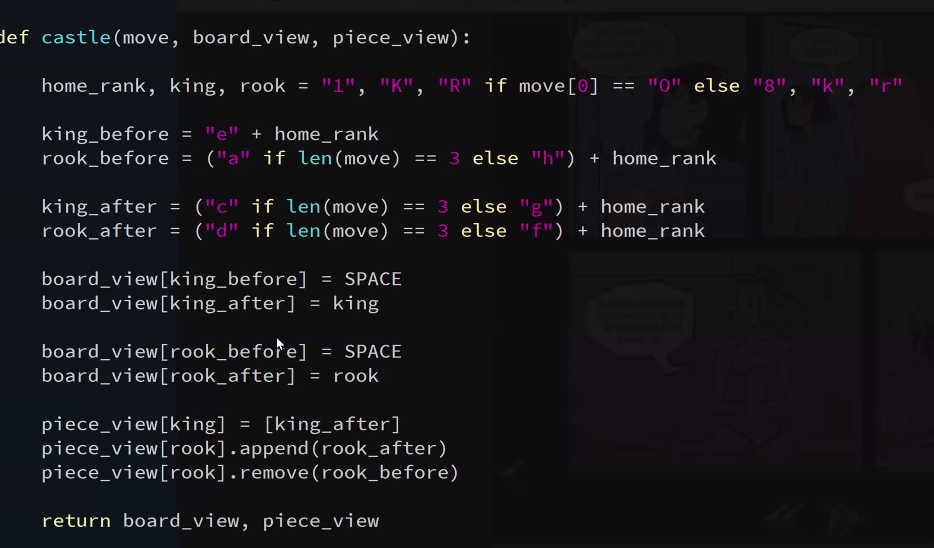 def castle(move, board_view, piece_view):
home_rank, king, rook = "1", "K", "R" if move[0] == "O" else "8", "k", "r"
king_before = "e" + home_rank
rook_before = ("a" if len(move) == 3 else "h") + home_rank
king_after = ("c" if len(move) == 3 else "g") + home_rank
rook_after = ("d" if len(move) == 3 else "f") + home_rank
board_view[king_before] = SPACE
board_view[king_after] = king
board_view[rook_before] = SPACE
board_view[rook_after] = rook
piece_view[king] = [king_after]
piece_view[rook].append(rook_after)
piece_view[rook].remove(rook_before)
return board_view, piece_view